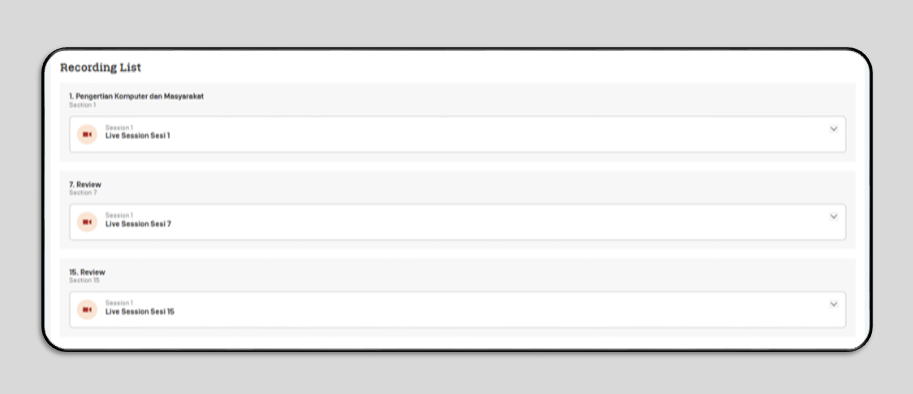 Recording List
1. Pengertian Komputer dan Masyarakat
Section 1
Session 1
Live Session Sesi 1
7. Review
Section 7
Session 1
Live Session Sesi 7
15. Review
Section 15
Session 1
Live Session Sesi 15